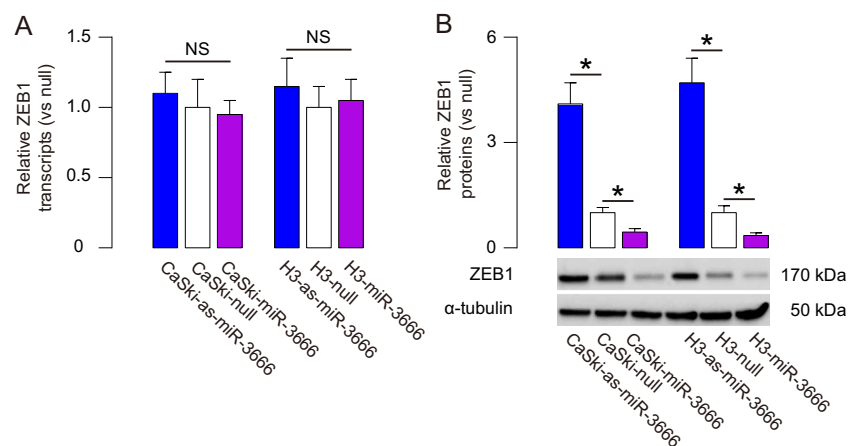 A
Relative ZEB1
transcripts (vs null)
1.5
1.0
0.5
0
NS
NS
CaSki-as-miR-3666
CaSki-null
CaSki-miR-3666
H3-as-miR-3666
H3-null
H3-miR-3666
B
Relative ZEB1
proteins (vs null)
6
3
0
*
*
*
*
ZEB1
170 kDa
α-tubulin
50 kDa
CaSki-as-miR-3666
CaSki-null
CaSki-miR-3666
H3-as-miR-3666
H3-null
H3-miR-3666